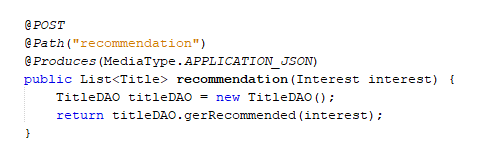 @POST
@Path("recommendation")
@Produces(MediaType.APPLICATION_JSON)
public List<Title> recommendation(Interest interest) {
TitleDAO titleDAO = new TitleDAO();
return titleDAO.gerRecommended(interest);
}